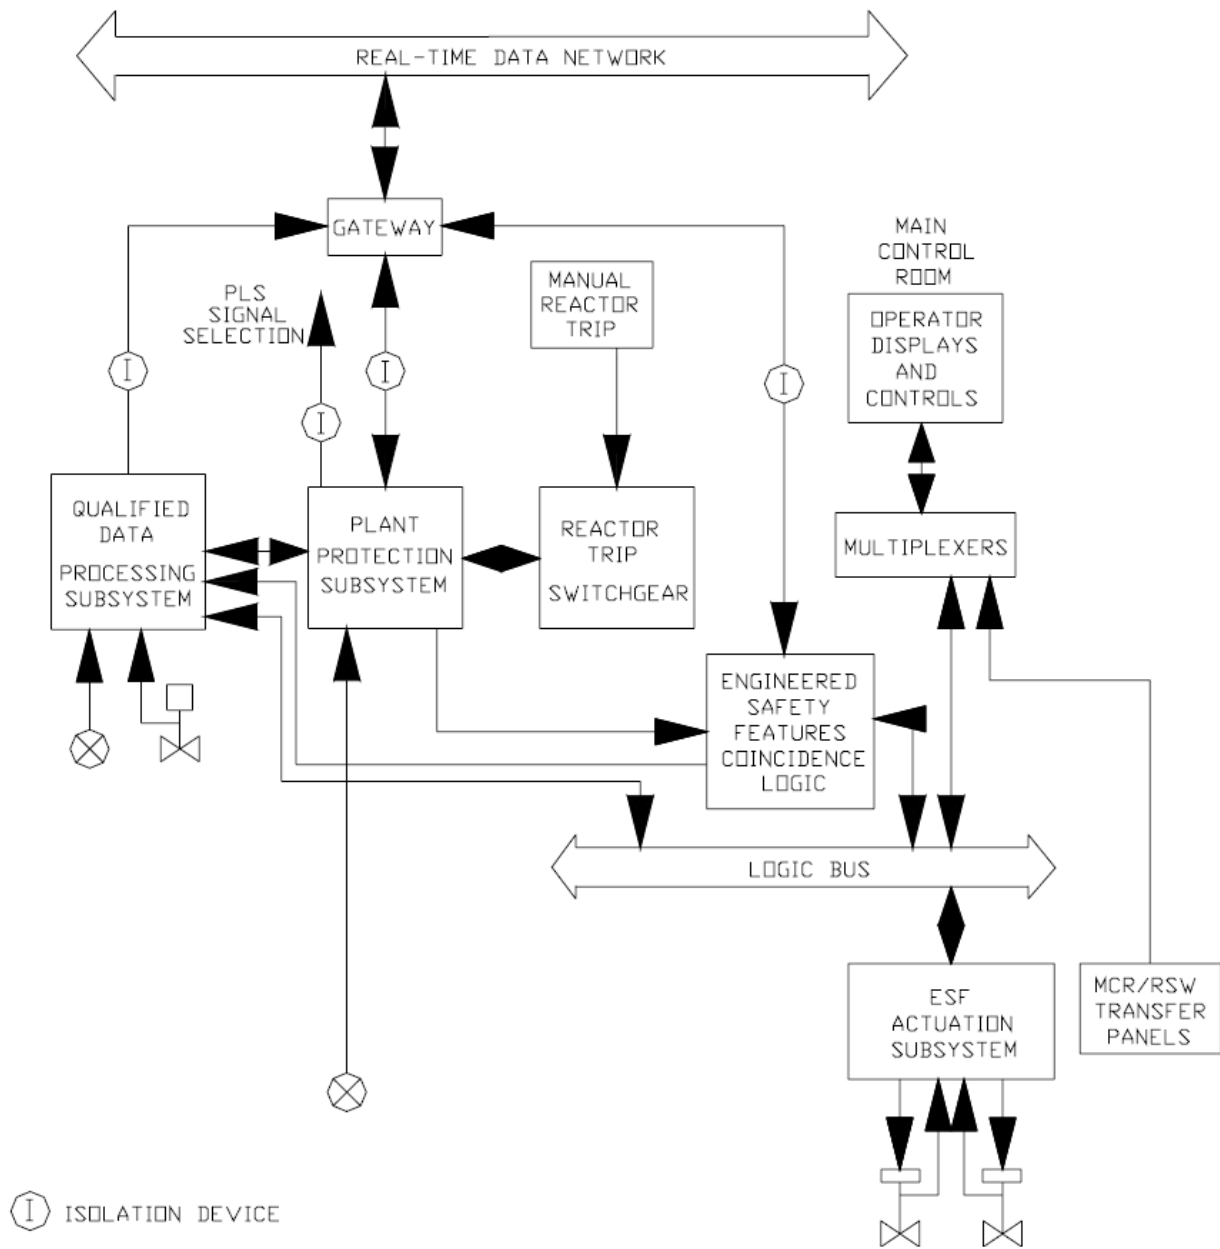 REAL-TIME DATA NETWORK
GATEWAY
MAIN
CONTROL
ROOM
MANUAL
REACTOR
TRIP
PLS
SIGNAL
SELECTION
OPERATOR
DISPLAYS
AND
CONTROLS
I
I
I
I
QUALIFIED
DATA
PROCESSING
SUBSYSTEM
PLANT
PROTECTION
SUBSYSTEM
REACTOR
TRIP
SWITCHGEAR
MULTIPLEXERS
ENGINEERED
SAFETY
FEATURES
COINCIDENCE
LOGIC
LOGIC BUS
ESF
ACTUATION
SUBSYSTEM
MCR/RSW
TRANSFER
PANELS
I ISOLATION DEVICE